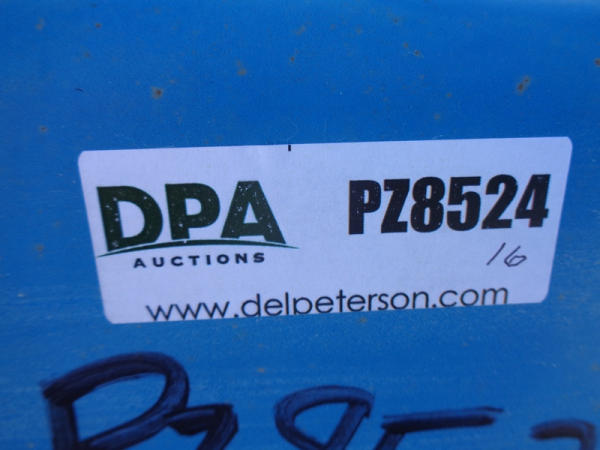 DPA PZ8524
AUCTIONS 16
www.delpeterson.com